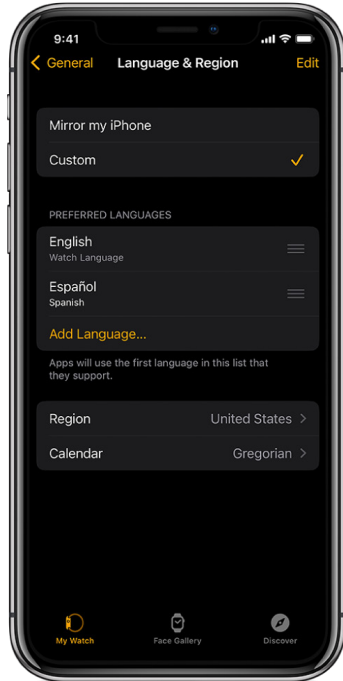 9:41
General Language & Region Edit
Mirror my iPhone
Custom
PREFERRED LANGUAGES
English
Watch Language
Español
Spanish
Add Language...
Apps will use the first language in this list that
they support.
Region United States
Calendar Gregorian
My Watch Face Gallery Discover